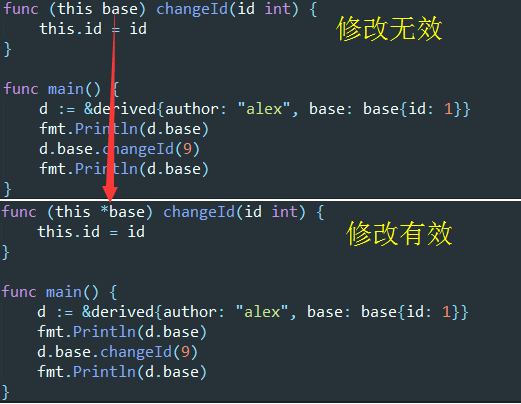 func (this base) changeId(id int) {
    this.id = id
}
修改无效
func main() {
    d := &derived{author: "alex", base: base{id: 1}}
    fmt.Println(d.base)
    d.base.changeId(9)
    fmt.Println(d.base)
}
func (this *base) changeId(id int) {
    this.id = id
}
修改有效
func main() {
    d := &derived{author: "alex", base: base{id: 1}}
    fmt.Println(d.base)
    d.base.changeId(9)
    fmt.Println(d.base)
}